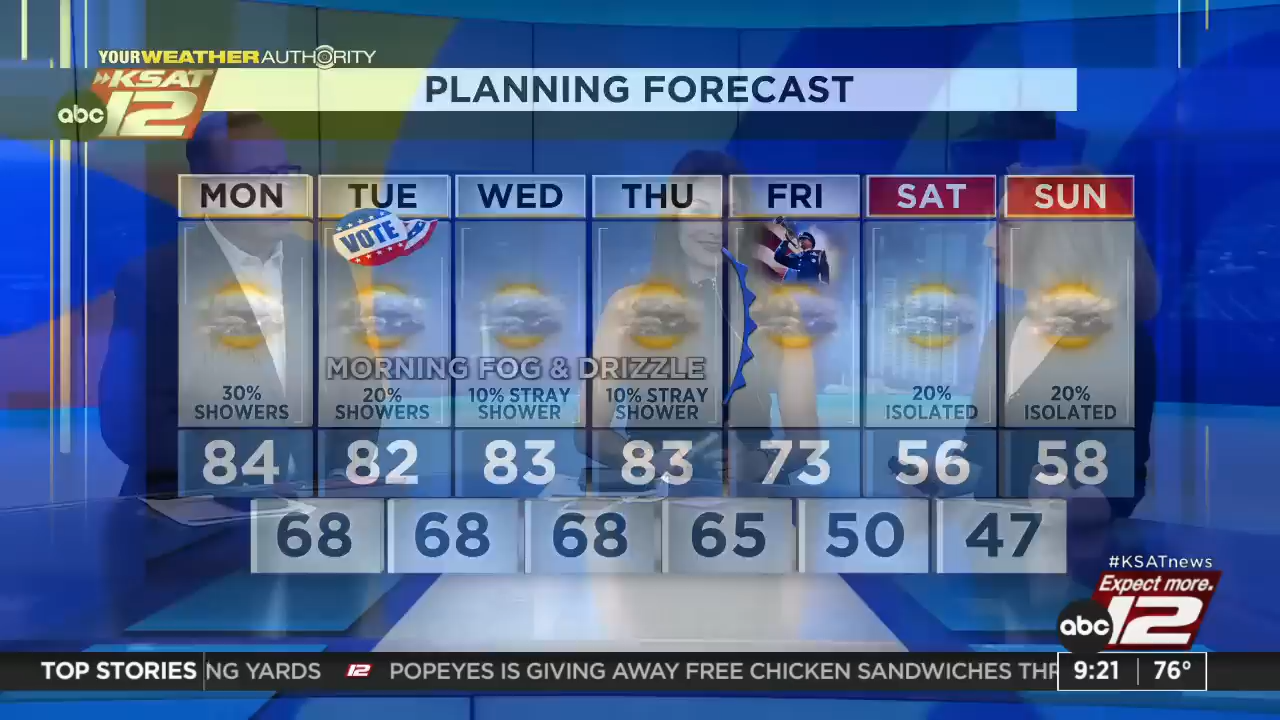 YOURWEATHERAUTHORITY
KSAT
abc 12
PLANNING FORECAST
MON TUE WED THU FRI SAT SUN
VOTE
MORNING FOG & DRIZZLE
30% 20% 10% STRAY 10% STRAY 20% 20%
SHOWERS SHOWERS SHOWER SHOWER ISOLATED ISOLATED
84 82 83 83 73 56 58
68 68 68 65 50 47
#KSATnews
Expect more.
abc 12
TOP STORIES NG YARDS 12 POPEYES IS GIVING AWAY FREE CHICKEN SANDWICHES THR 9:21 76°